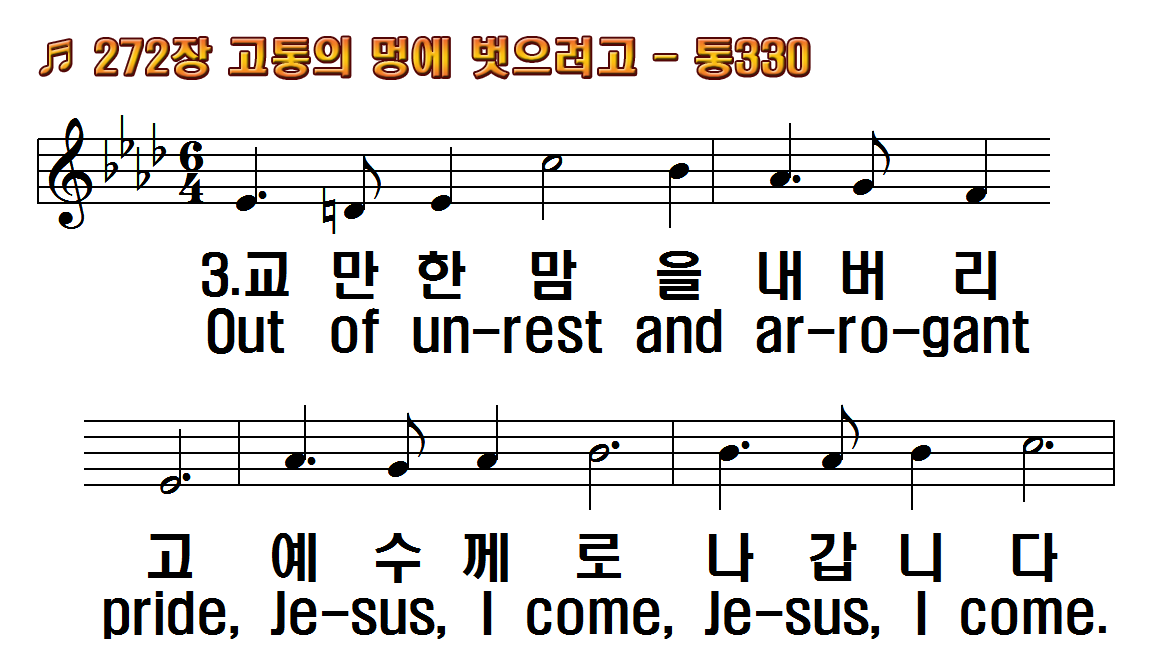 ♬ 272장 고통의 멍에 벗으려고 - 통330
6
4
3.교 만 한 맘 을 내 버 리
Out of un-rest and ar-ro-gant
고 예 수 께 로 나 갑 니 다
pride, Je-sus, I come, Je-sus, I come.